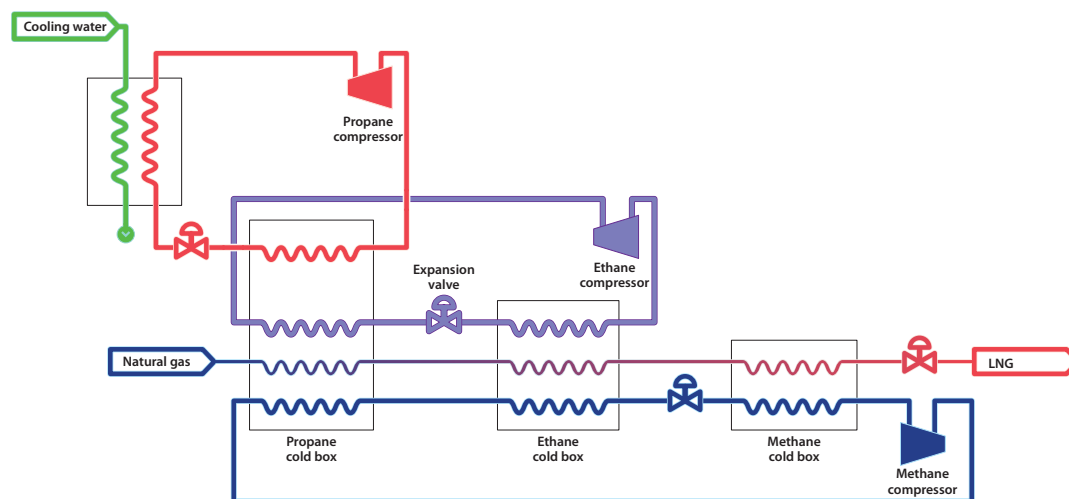 Cooling water
Propane
compressor
Expansion
valve
Ethane
compressor
Natural gas
LNG
Propane
cold box
Ethane
cold box
Methane
cold box
Methane
compressor